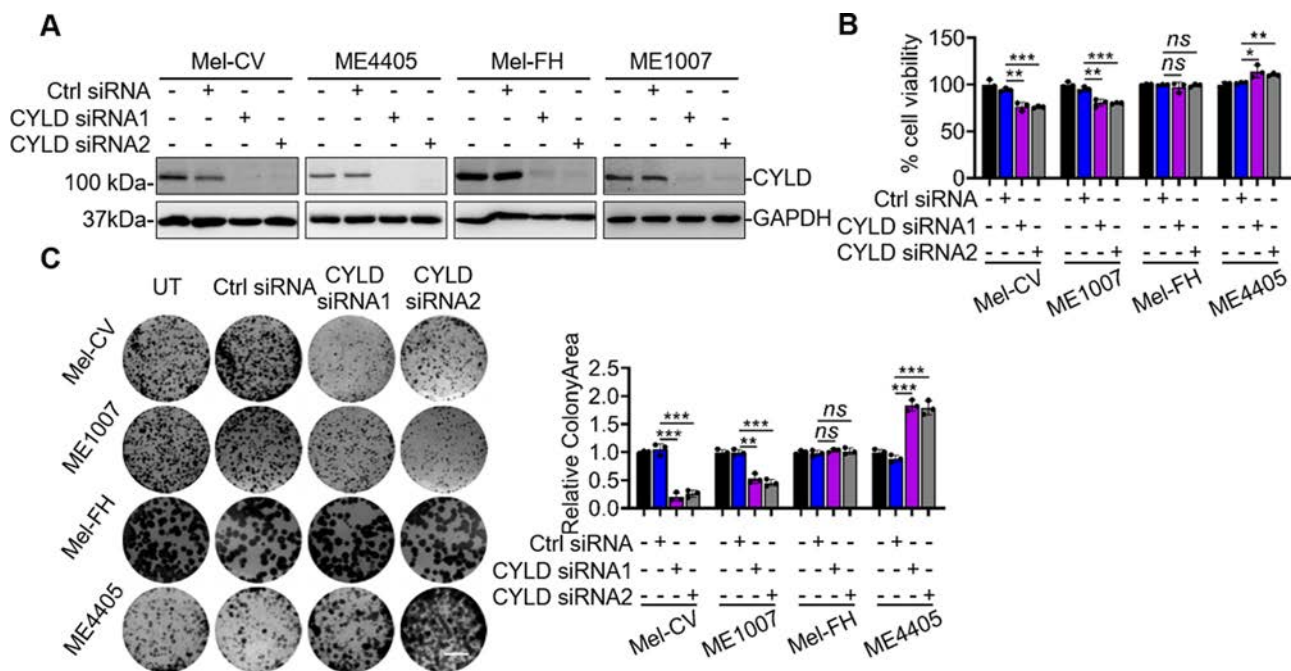 A
Mel-CV ME4405 Mel-FH ME1007
Ctrl siRNA - + - - - + - - - + - - - + - -
CYLD siRNA1 - - + - - - + - - - + - - - + -
CYLD siRNA2 - - - + - - - + - - - + - - - +
100 kDa- -CYLD
37kDa- -GAPDH
B
% cell viability
150
100
50
0
*** ** *** ** ns ns ** *
Ctrl siRNA - + - - - + - - - + - - - + - -
CYLD siRNA1 - - + - - - + - - - + - - - + -
CYLD siRNA2 - - - + - - - + - - - + - - - +
Mel-CV ME1007 Mel-FH ME4405
C
UT Ctrl siRNA CYLD siRNA1 CYLD siRNA2
Mel-CV
ME1007
Mel-FH
ME4405
Relative ColonyArea
2.5
2.0
1.5
1.0
0.5
0.0
*** *** *** ** ns ns *** ***
Ctrl siRNA - + - - - + - - - + - - - + - -
CYLD siRNA1 - - + - - - + - - - + - - - + -
CYLD siRNA2 - - - + - - - + - - - + - - - +
Mel-CV ME1007 Mel-FH ME4405